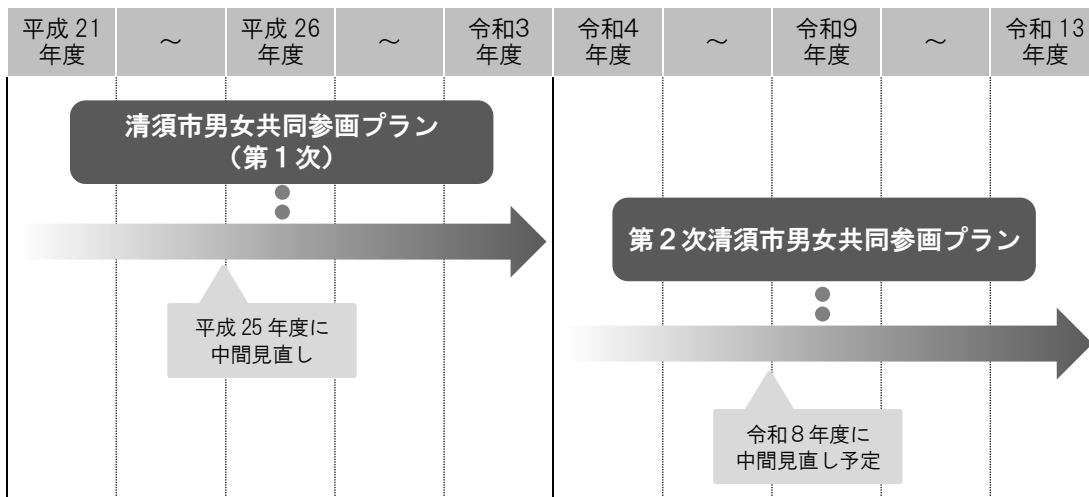 平成 21
年度
～
平成 26
年度
～
令和3
年度
令和4
年度
～
令和9
年度
～
令和 13
年度
清須市男女共同参画プラン
（第１次）
第２次清須市男女共同参画プラン
平成 25 年度に
中間見直し
令和８年度に
中間見直し予定